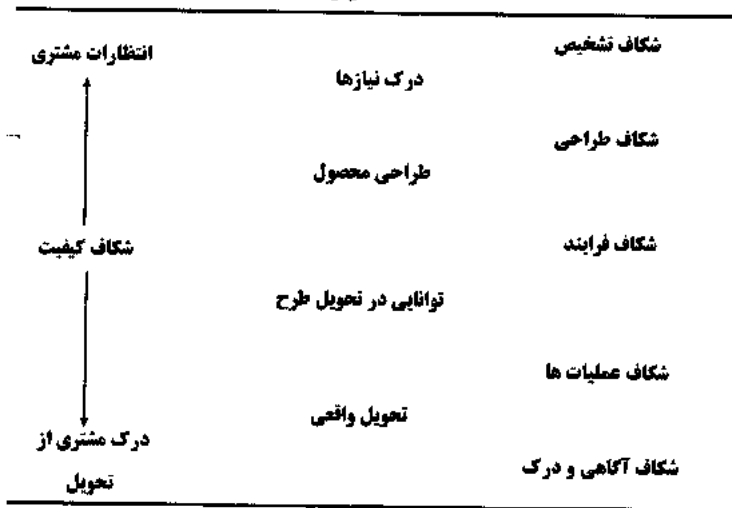 شکاف تشخیص
انتظارات مشتری
درک نیازها
شکاف طراحی
طراحی محصول
شکاف فرایند
شکاف کیفیت
توانایی در تحویل طرح
شکاف عملیات ها
تحویل واقعی
درک مشتری از
تحویل
شکاف آگاهی و درک